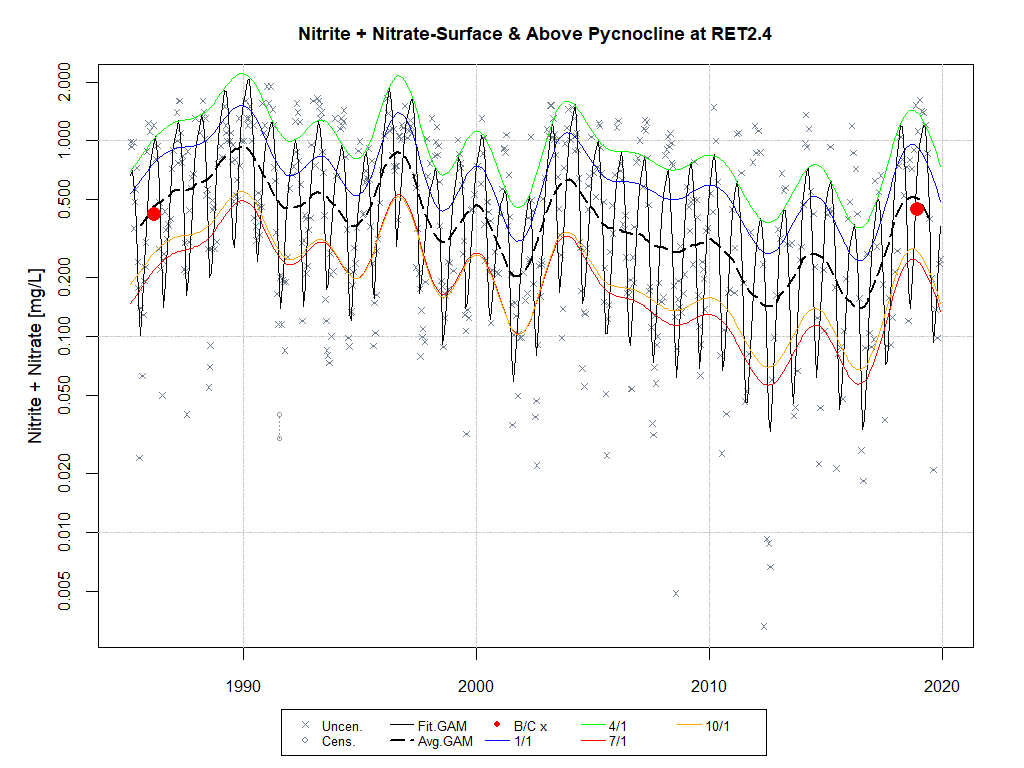 Nitrite + Nitrate-Surface & Above Pycnocline at RET2.4
Nitrite + Nitrate [mg/L]
2.000
1.000
0.500
0.200
0.100
0.050
0.020
0.010
0.005
1990 2000 2010 2020
Uncen. Fit.GAM B/C x 4/1 10/1
Cens. Avg.GAM 1/1 7/1